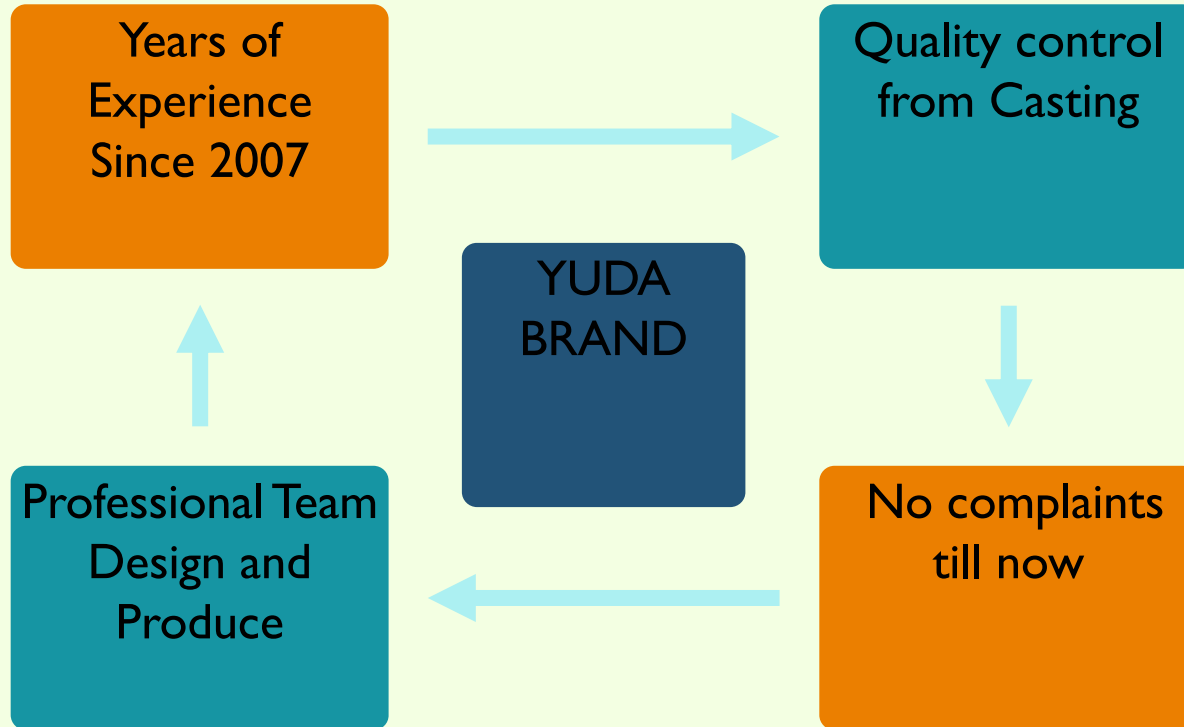 Years of
Experience
Since 2007
Quality control
from Casting
YUDA
BRAND
Professional Team
Design and
Produce
No complaints
till now